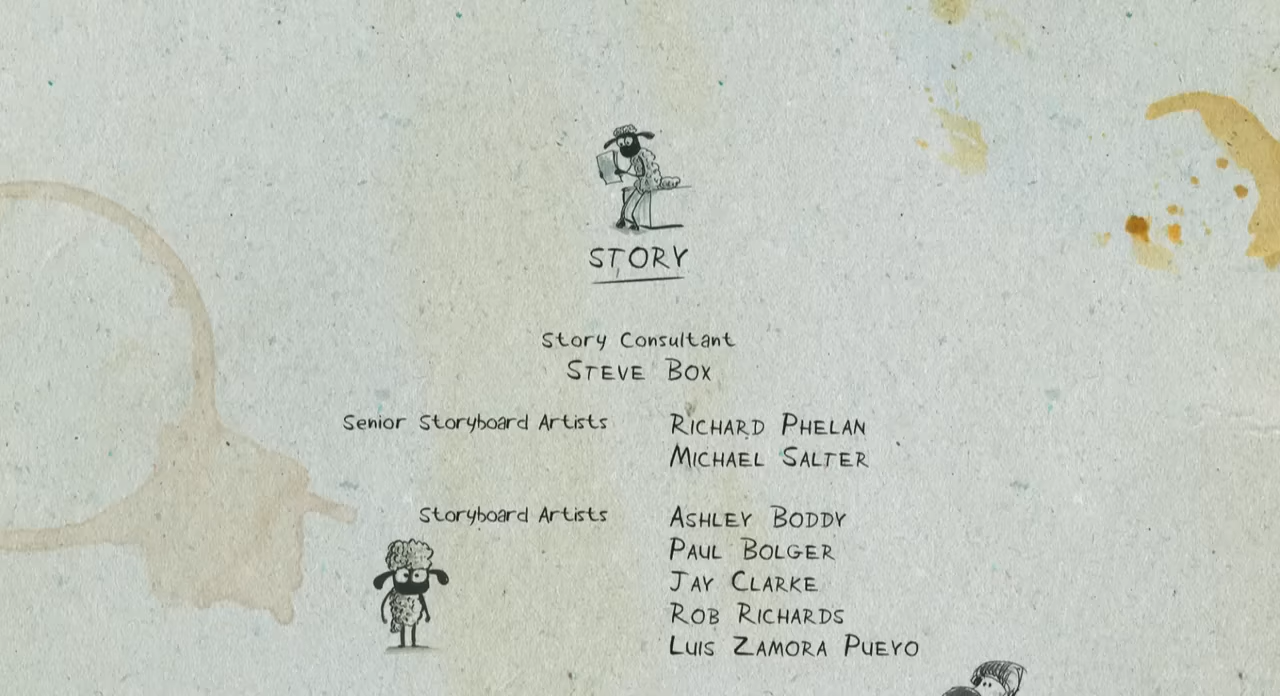 STORY
Story Consultant
STEVE BOX
Senior Storyboard Artists RICHARD PHELAN
MICHAEL SALTER
Storyboard Artists ASHLEY BODDY
PAUL BOLGER
JAY CLARKE
ROB RICHARDS
LUIS ZAMORA PUEYO